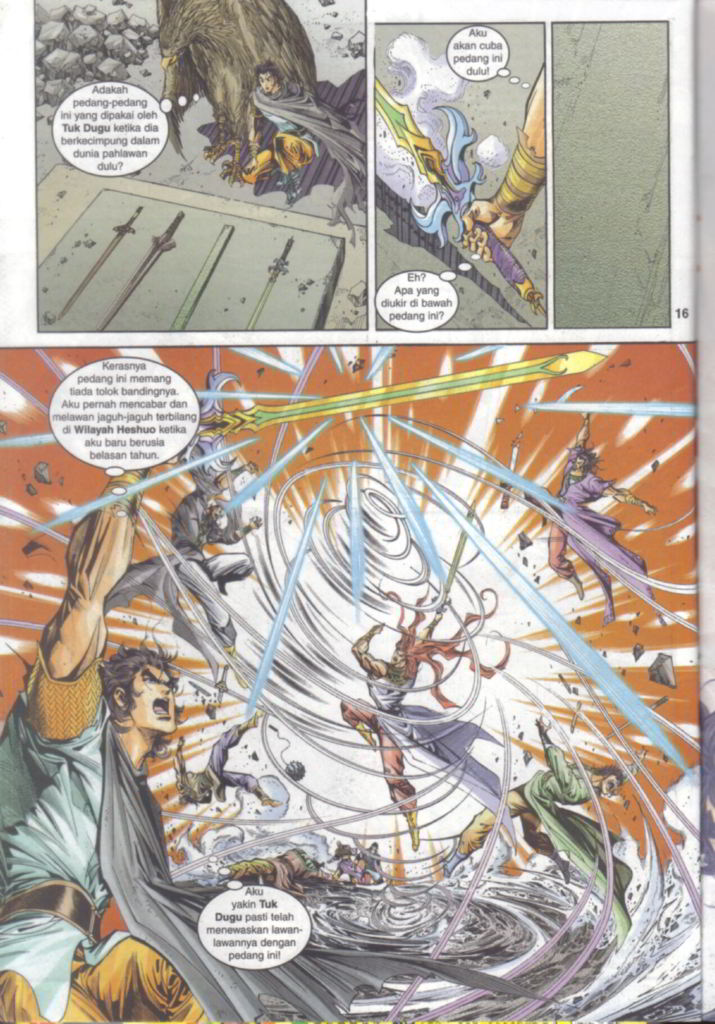 Adakah
pedang-pedang
ini yang dipakai oleh
Tuk Dugu ketika dia
berkecimpung dalam
dunia pahlawan
dulu?
Aku
akan cuba
pedang ini
dulu!
Eh?
Apa yang
diukir di bawah
pedang ini?
16
Kerasnya
pedang ini memang
tiada tolok bandingnya.
Aku pernah mencabar dan
melawan jaguh-jaguh terbilang
di Wilayah Heshuo ketika
aku baru berusia
belasan tahun.
Aku
yakin Tuk
Dugu pasti telah
menewaskan lawan-
lawannya dengan
pedang ini!